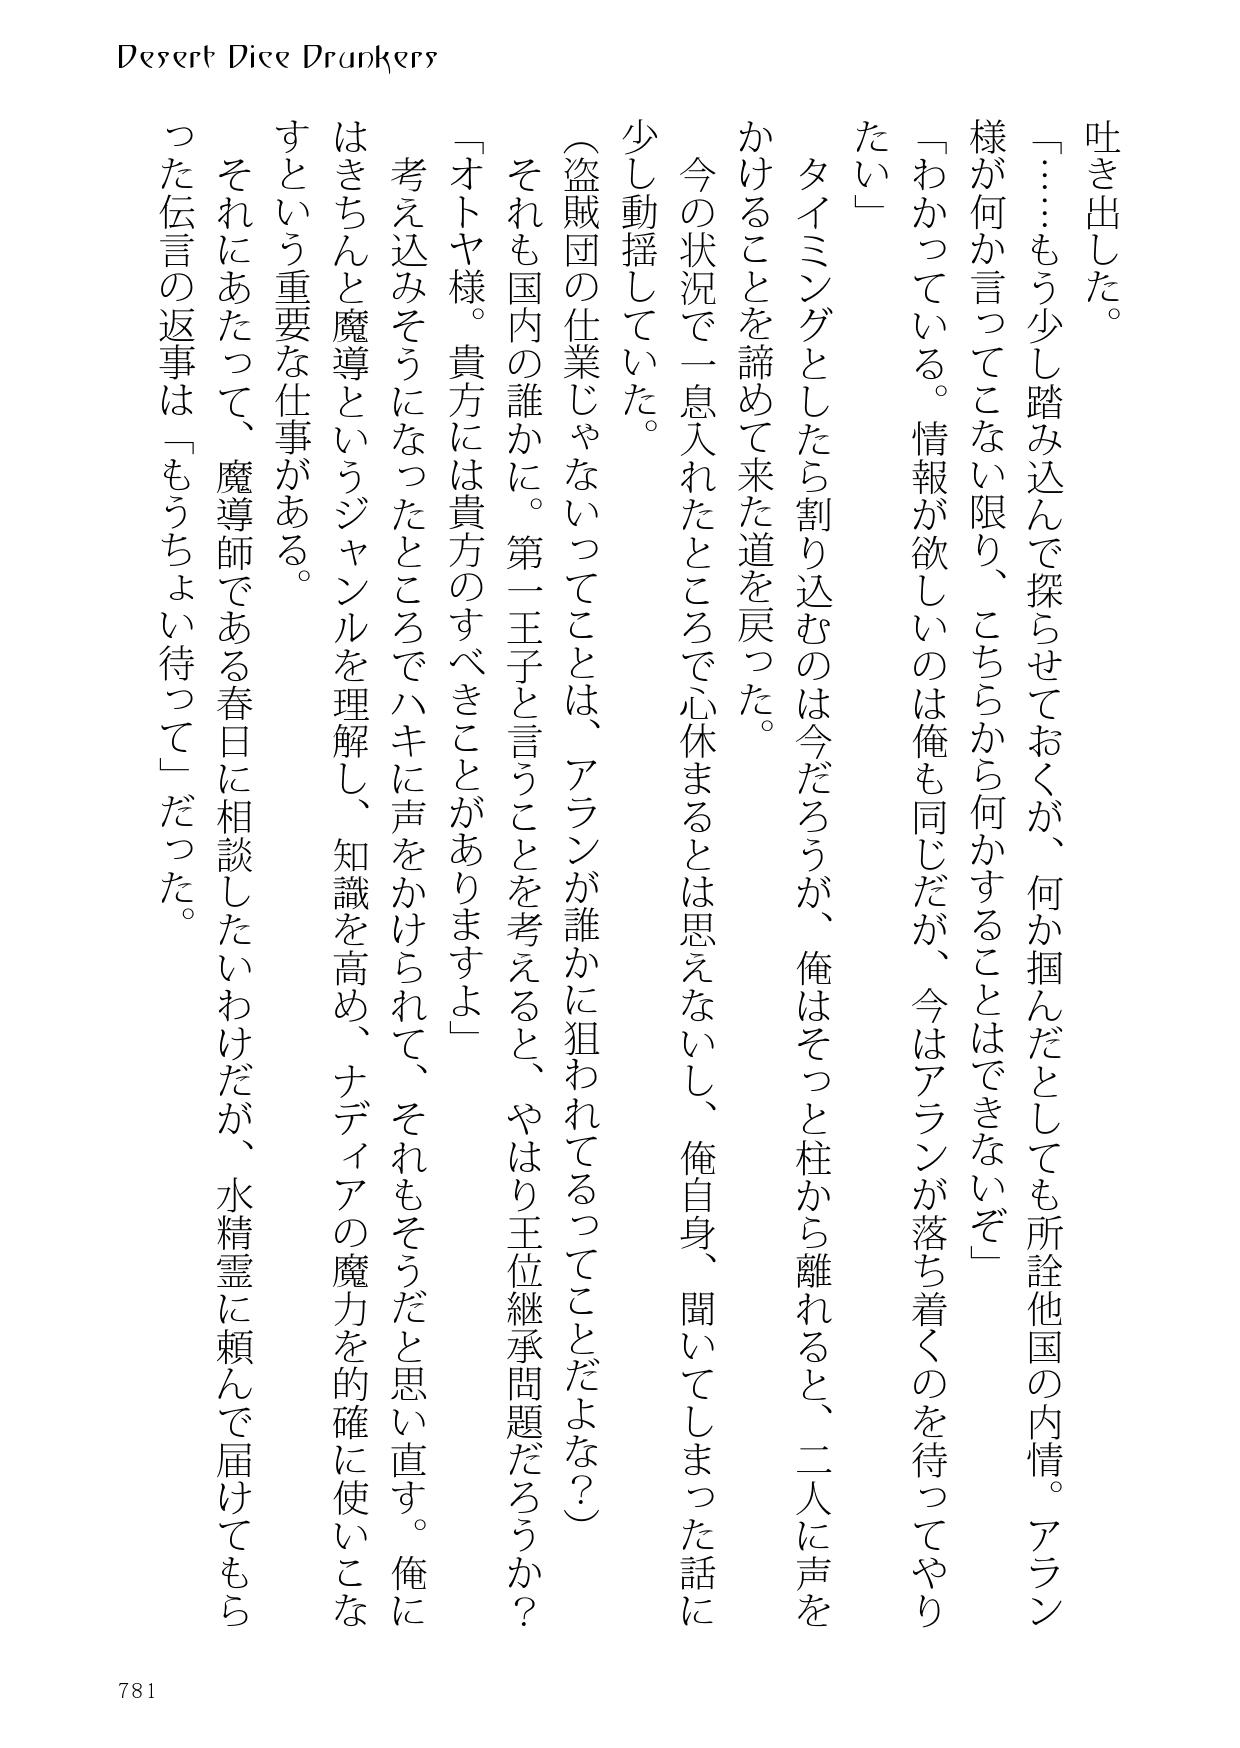 Desert Dice Drunkers
吐き出した。
「……もう少し踏み込んで探らせておくが、何か掴んだとしても所詮他国の内情。アラン
様が何か言ってこない限り、こちらから何かすることはできないぞ」
「わかっている。情報が欲しいのは俺も同じだが、今はアランが落ち着くのを待ってやり
たい」
　タイミングとしたら割り込むのは今だろうが、俺はそっと柱から離れると、二人に声を
かけることを諦めて来た道を戻った。
　今の状況で一息入れたところで心休まるとは思えないし、俺自身、聞いてしまった話に
少し動揺していた。
（盗賊団の仕業じゃないってことは、アランが誰かに狙われてるってことだよな？）
　それも国内の誰かに。第一王子と言うことを考えると、やはり王位継承問題だろうか？
「オトヤ様。貴方には貴方のすべきことがありますよ」
　考え込みそうになったところでハキに声をかけられて、それもそうだと思い直す。俺に
はきちんと魔導というジャンルを理解し、知識を高め、ナディアの魔力を的確に使いこな
すという重要な仕事がある。
　それにあたって、魔導師である春日に相談したいわけだが、水精霊に頼んで届けてもら
った伝言の返事は「もうちょい待って」だった。
781